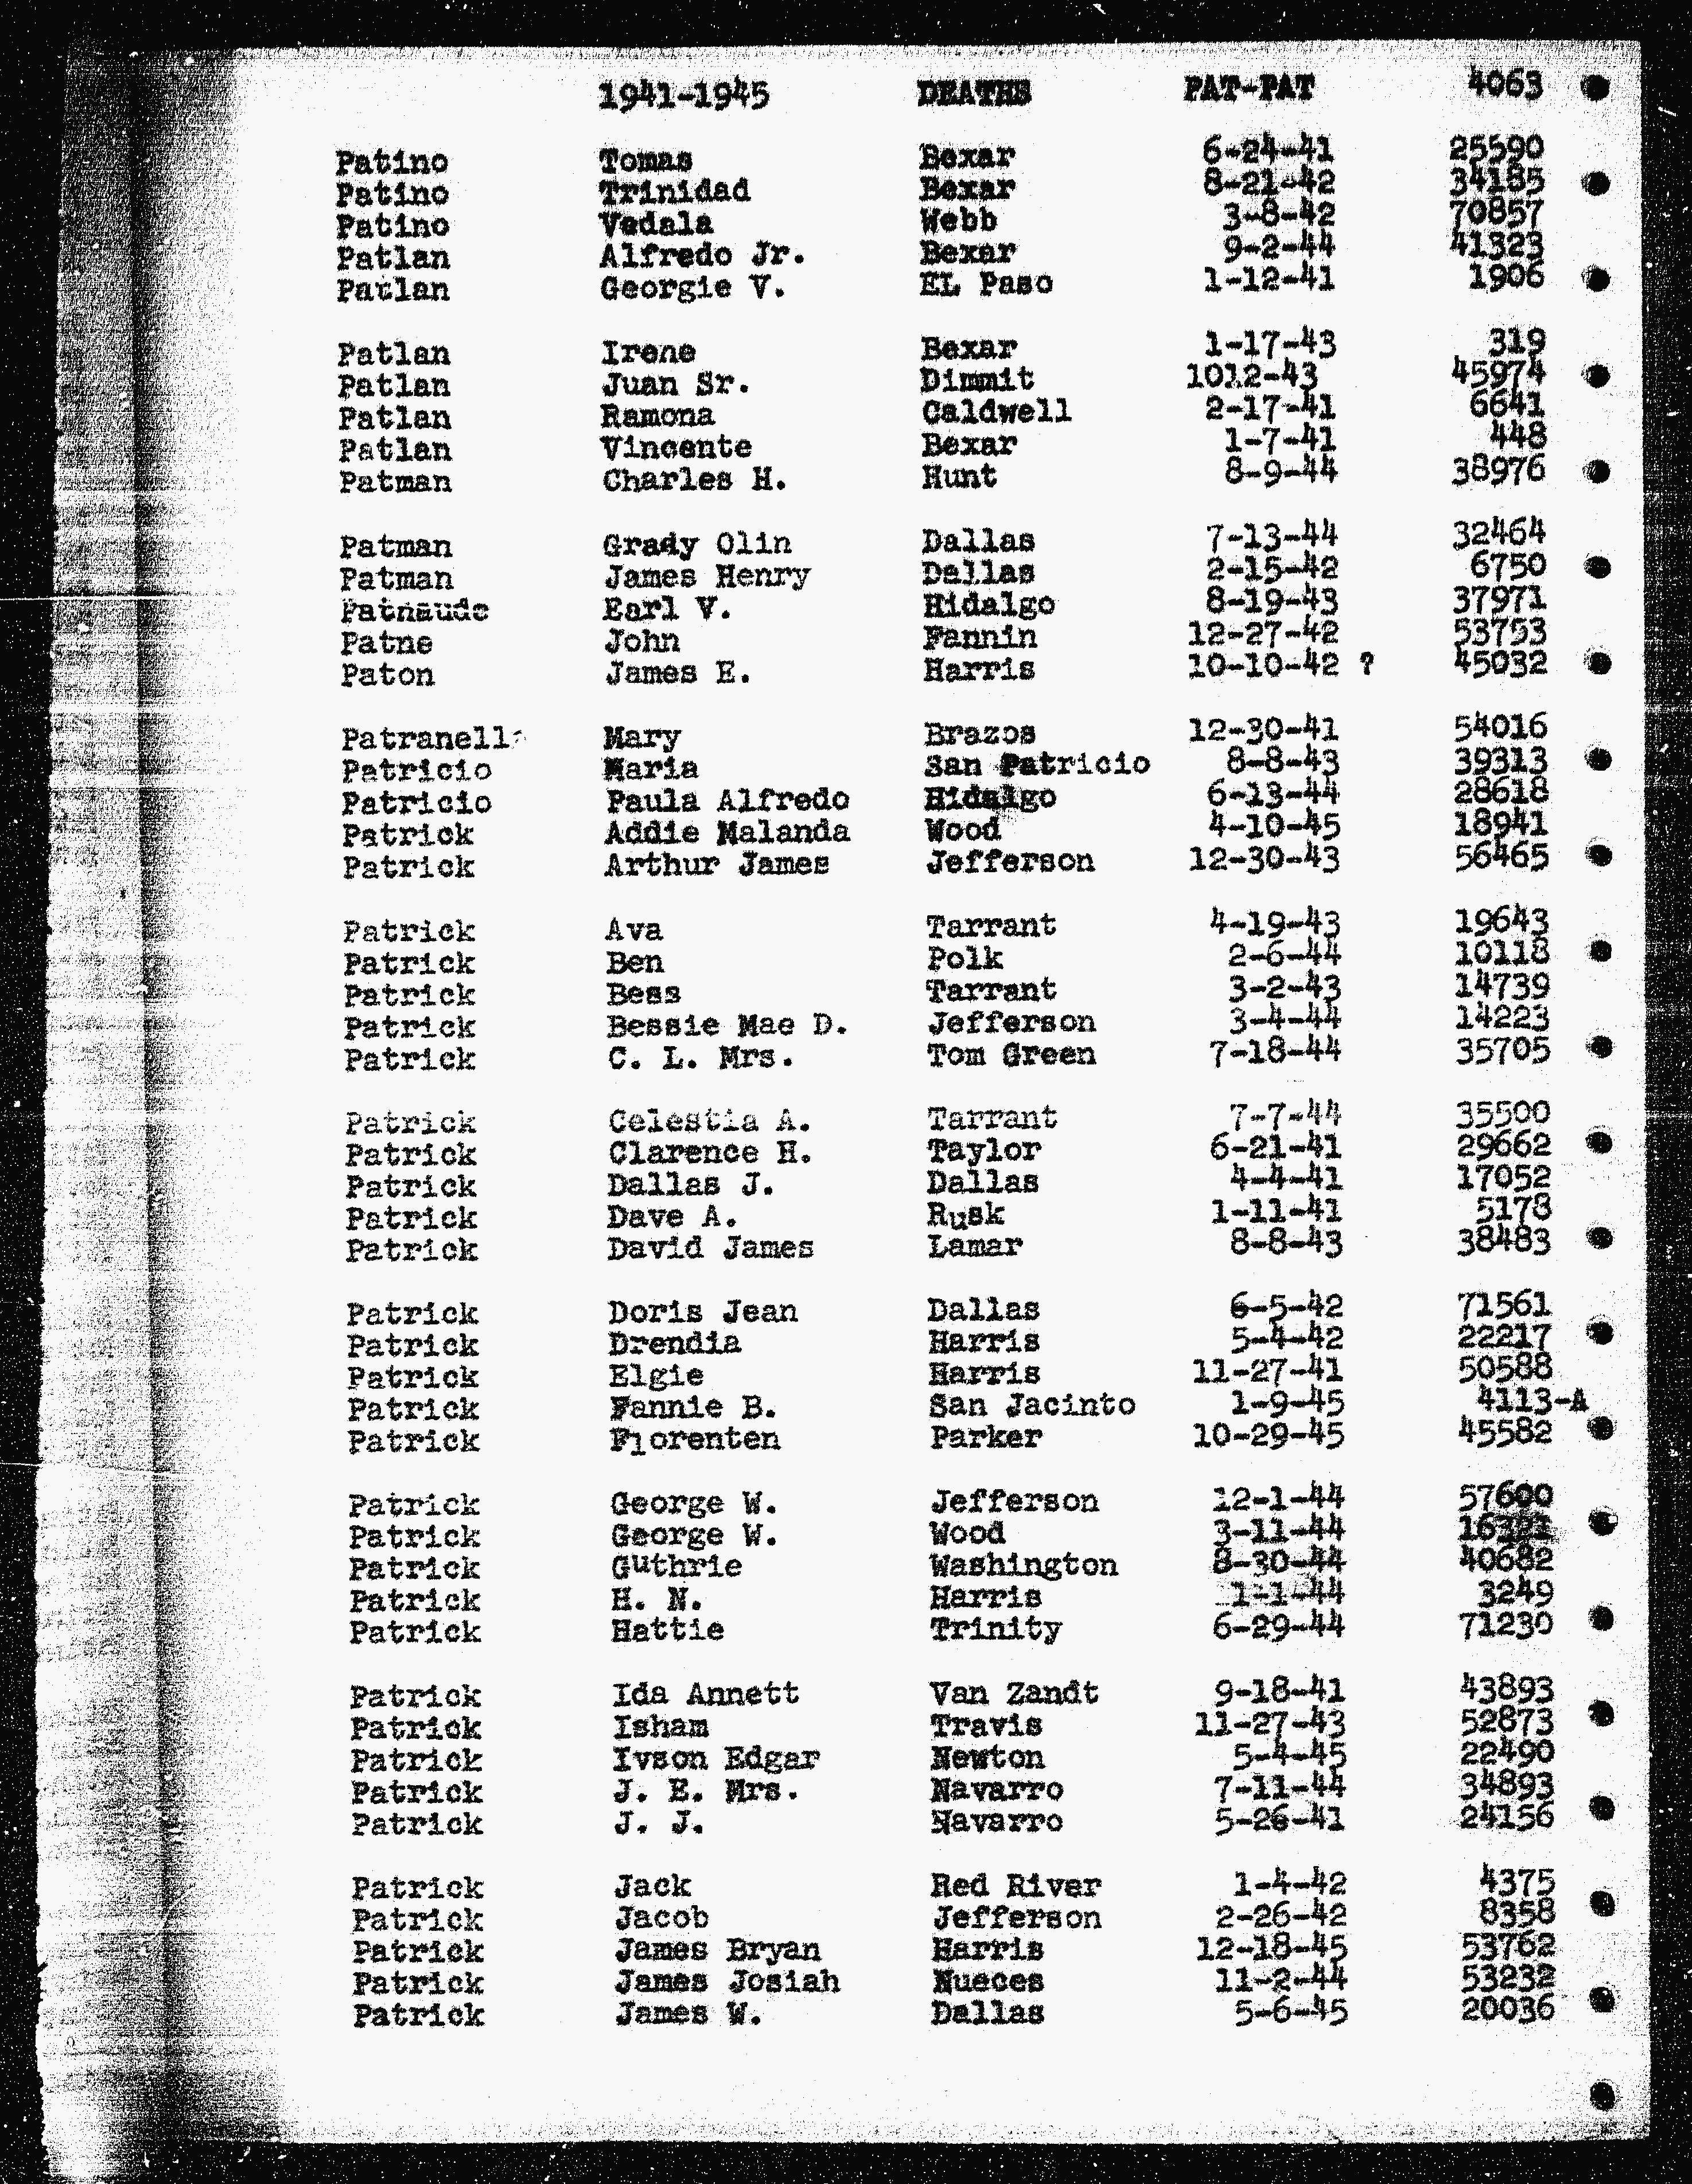 1941-1945 DEATHS PAT-PAT 4063
Patino Tomas Bexar 6-24-41 25590
Patino Trinidad Bexar 8-21-42 34185
Patino Vedala Webb 3-8-42 70857
Patlan Alfredo Jr. Bexar 9-2-44 41323
Patlan Georgie V. EL Paso 1-12-41 1906
Patlan Irene Bexar 1-17-43 319
Patlan Juan Sr. Dimmit 1012-43 45974
Patlan Ramona Caldwell 2-17-41 6641
Patlan Vincente Bexar 1-7-41 448
Patman Charles H. Hunt 8-9-44 38976
Patman Grady Olin Dallas 7-13-44 32464
Patman James Henry Dallas 2-15-42 6750
Patnaude Earl V. Hidalgo 8-19-43 37971
Patne John Fannin 12-27-42 53753
Paton James E. Harris 10-10-42 ? 45032
Patranella Mary Brazos 12-30-41 54016
Patricio Maria San Patricio 8-8-43 39313
Patricio Paula Alfredo Hidalgo 6-13-44 28618
Patrick Addie Malanda Wood 4-10-45 18941
Patrick Arthur James Jefferson 12-30-43 56465
Patrick Ava Tarrant 4-19-43 19643
Patrick Ben Polk 2-6-44 10118
Patrick Bess Tarrant 3-2-43 14739
Patrick Bessie Mae D. Jefferson 3-4-44 14223
Patrick C. L. Mrs. Tom Green 7-18-44 35705
Patrick Celestia A. Tarrant 7-7-44 35500
Patrick Clarence H. Taylor 6-21-41 29662
Patrick Dallas J. Dallas 4-4-41 17052
Patrick Dave A. Rusk 1-11-41 5178
Patrick David James Lamar 8-8-43 38483
Patrick Doris Jean Dallas 6-5-42 71561
Patrick Drendia Harris 5-4-42 22217
Patrick Elgie Harris 11-27-41 50588
Patrick Fannie B. San Jacinto 1-9-45 4113-A
Patrick Florenten Parker 10-29-45 45582
Patrick George W. Jefferson 12-1-44 57600
Patrick George W. Wood 3-11-44
Patrick Guthrie Washington 8-30-44 40682
Patrick H. N. Harris 1-1-44 3249
Patrick Hattie Trinity 6-29-44 71230
Patrick Ida Annett Van Zandt 9-18-41 43893
Patrick Isham Travis 11-27-43 52873
Patrick Ivson Edgar Newton 5-4-45 22490
Patrick J. E. Mrs. Navarro 7-11-44 34893
Patrick J. J. Navarro 5-26-41 24156
Patrick Jack Red River 1-4-42 4375
Patrick Jacob Jefferson 2-26-42 8358
Patrick James Bryan Harris 12-18-45 53762
Patrick James Josiah Nueces 11-2-44 53232
Patrick James W. Dallas 5-6-45 20036